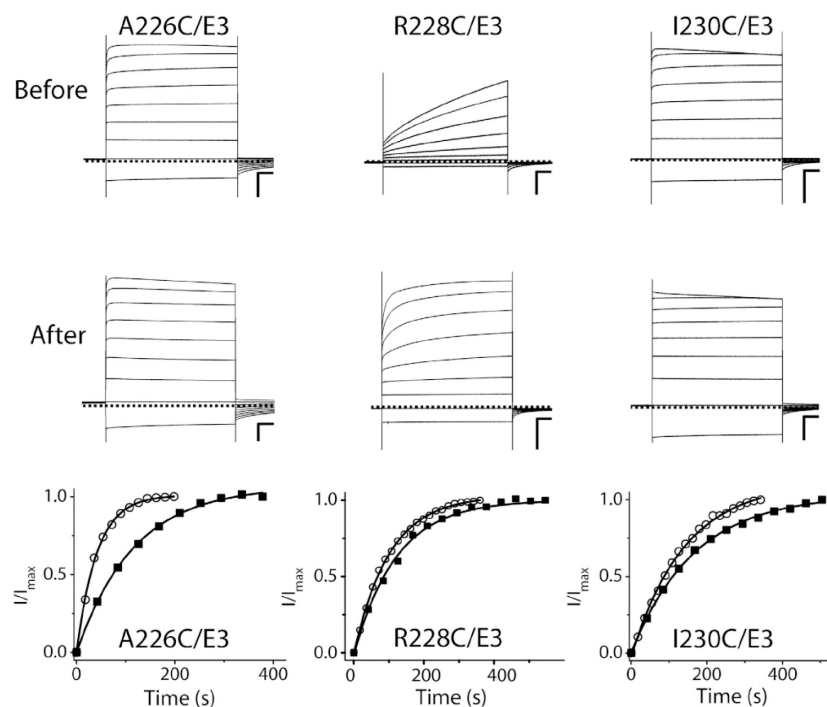 A226C/E3 R228C/E3 I230C/E3
Before
After
1.0 1.0 1.0
I/Imax 0.5 I/Imax 0.5 I/Imax 0.5
0.0 A226C/E3 0.0 R228C/E3 0.0 I230C/E3
0 200 400 0 200 400 0 200 400
Time (s) Time (s) Time (s)